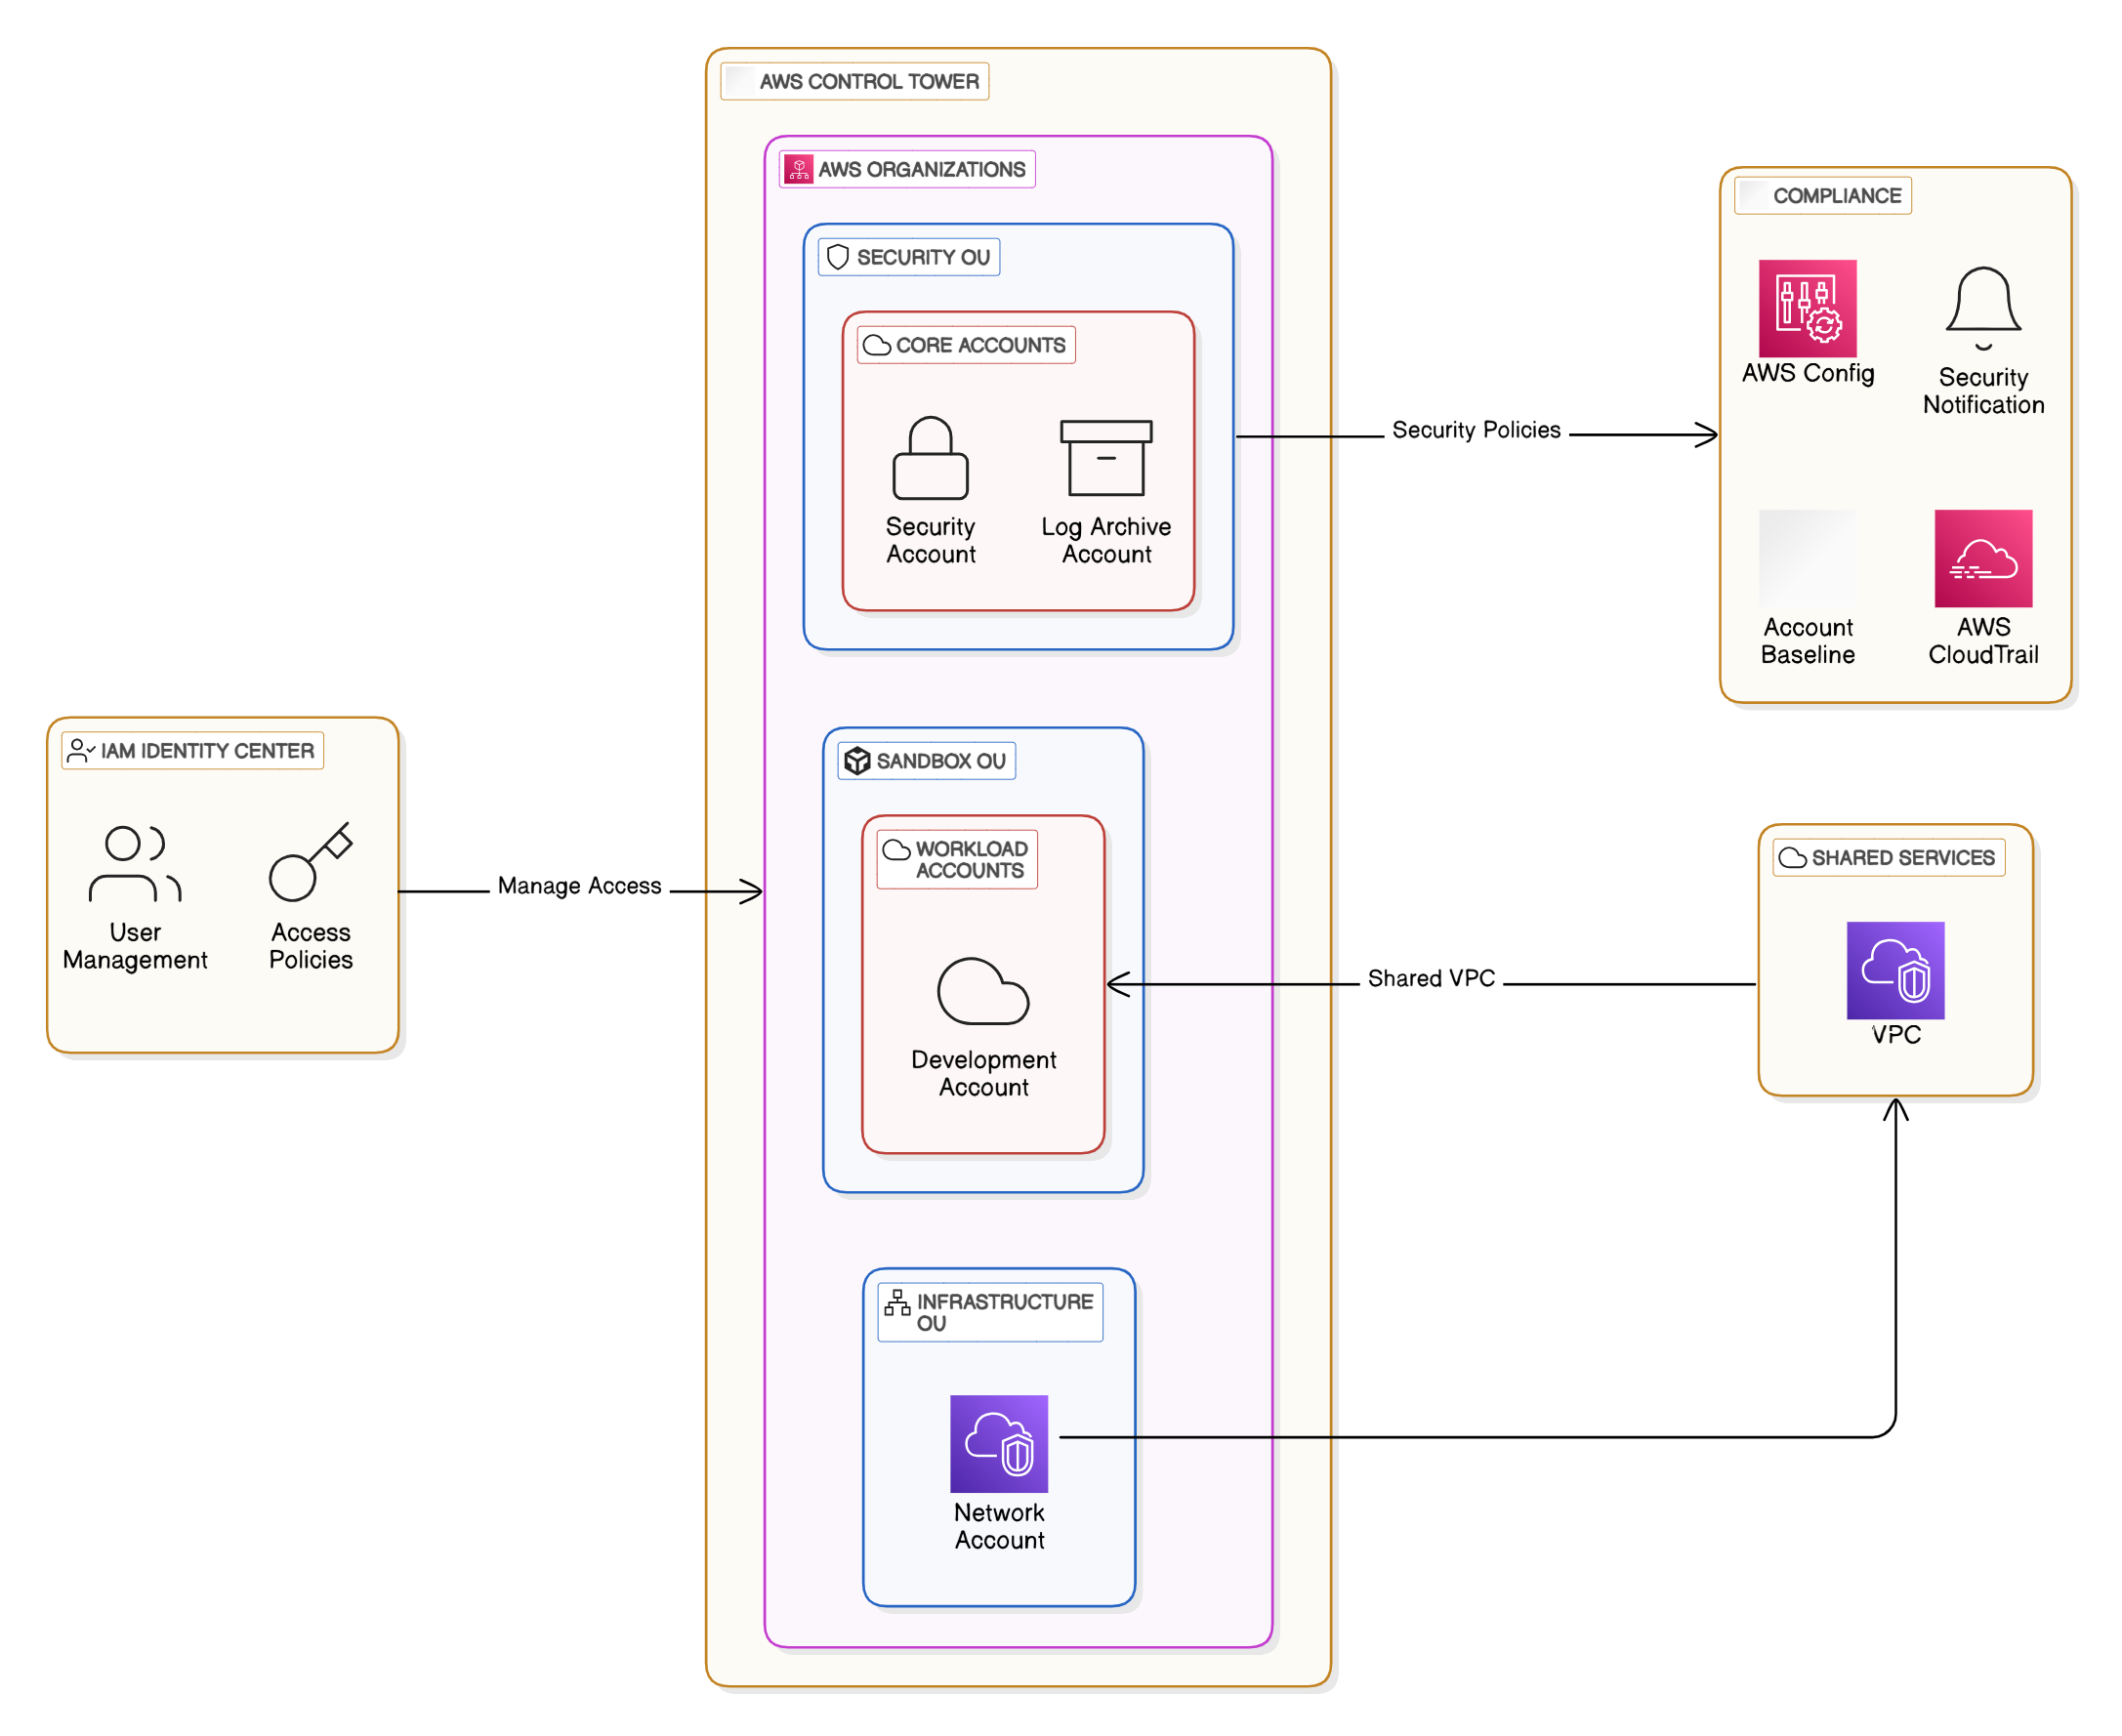 AWS CONTROL TOWER
AWS ORGANIZATIONS
SECURITY OU
CORE ACCOUNTS
Security
Account
Log Archive
Account
Security Policies
COMPLIANCE
AWS Config
Security
Notification
Account
Baseline
AWS
CloudTrail
IAM IDENTITY CENTER
User
Management
Access
Policies
Manage Access
SANDBOX OU
WORKLOAD
ACCOUNTS
Development
Account
Shared VPC
SHARED SERVICES
VPC
INFRASTRUCTURE
OU
Network
Account